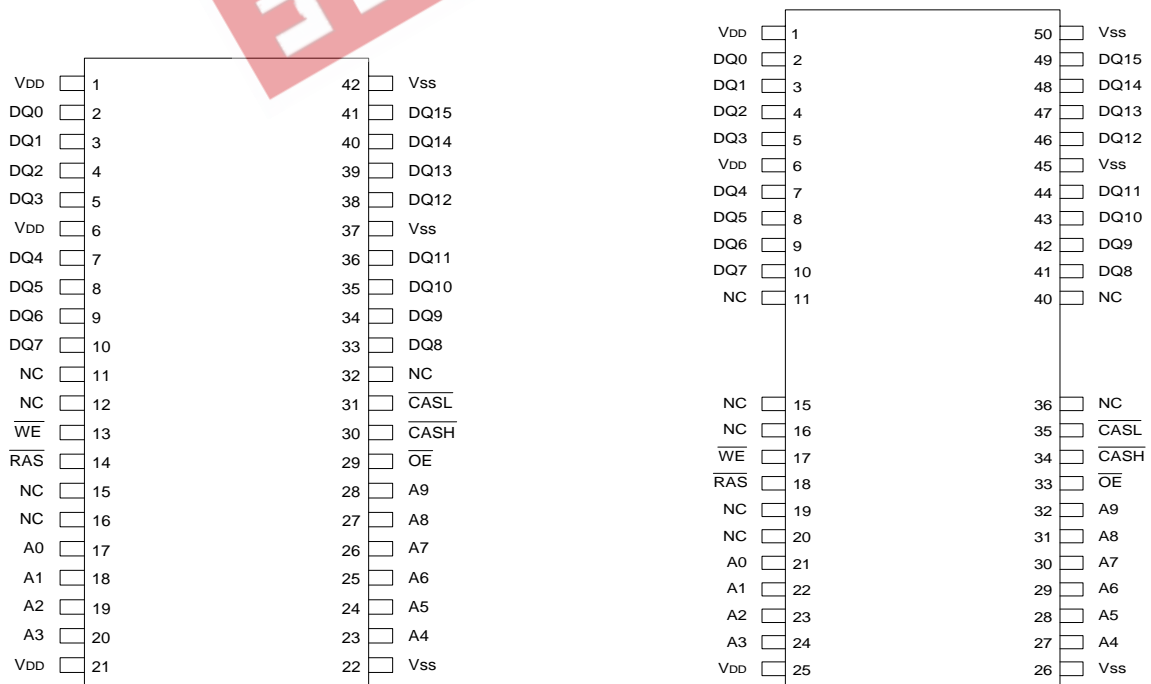 VDD 1 42 Vss
DQ0 2 41 DQ15
DQ1 3 40 DQ14
DQ2 4 39 DQ13
DQ3 5 38 DQ12
VDD 6 37 Vss
DQ4 7 36 DQ11
DQ5 8 35 DQ10
DQ6 9 34 DQ9
DQ7 10 33 DQ8
NC 11 32 NC
NC 12 31 CASL
WE 13 30 CASH
RAS 14 29 OE
NC 15 28 A9
NC 16 27 A8
A0 17 26 A7
A1 18 25 A6
A2 19 24 A5
A3 20 23 A4
VDD 21 22 Vss
VDD 1 50 Vss
DQ0 2 49 DQ15
DQ1 3 48 DQ14
DQ2 4 47 DQ13
DQ3 5 46 DQ12
VDD 6 45 Vss
DQ4 7 44 DQ11
DQ5 8 43 DQ10
DQ6 9 42 DQ9
DQ7 10 41 DQ8
NC 11 40 NC
NC 15 36 NC
NC 16 35 CASL
WE 17 34 CASH
RAS 18 33 OE
NC 19 32 A9
NC 20 31 A8
A0 21 30 A7
A1 22 29 A6
A2 23 28 A5
A3 24 27 A4
VDD 25 26 Vss